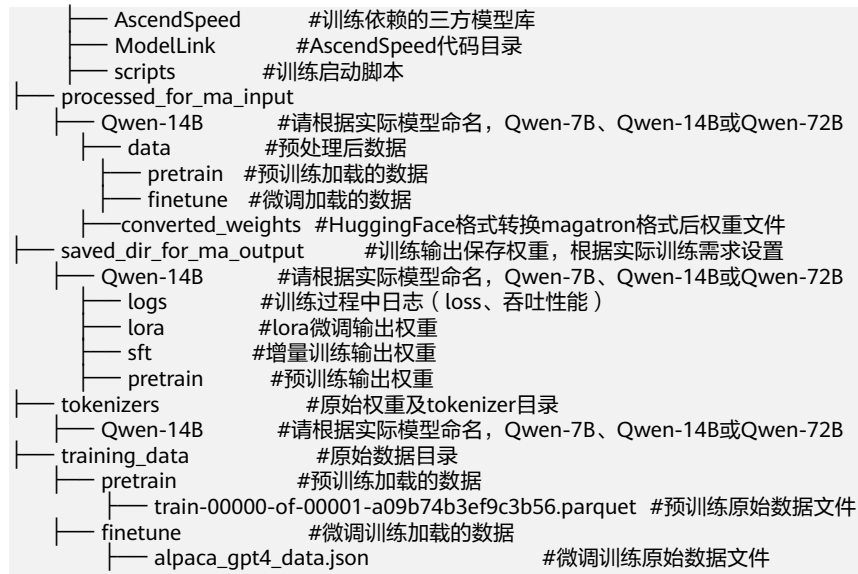 ├── AscendSpeed #训练依赖的三方模型库
├── ModelLink #AscendSpeed代码目录
├── scripts #训练启动脚本
├── processed_for_ma_input
├── Qwen-14B #请根据实际模型命名，Qwen-7B、Qwen-14B或Qwen-72B
├── data #预处理后数据
├── pretrain #预训练加载的数据
├── finetune #微调加载的数据
├──converted_weights #HuggingFace格式转换magatron格式后权重文件
├── saved_dir_for_ma_output #训练输出保存权重，根据实际训练需求设置
├── Qwen-14B #请根据实际模型命名，Qwen-7B、Qwen-14B或Qwen-72B
├── logs #训练过程中日志（loss、吞吐性能）
├── lora #lora微调输出权重
├── sft #增量训练输出权重
├── pretrain #预训练输出权重
├── tokenizers #原始权重及tokenizer目录
├── Qwen-14B #请根据实际模型命名，Qwen-7B、Qwen-14B或Qwen-72B
├── training_data #原始数据目录
├── pretrain #预训练加载的数据
├── train-00000-of-00001-a09b74b3ef9c3b56.parquet #预训练原始数据文件
├── finetune #微调训练加载的数据
├── alpaca_gpt4_data.json #微调训练原始数据文件